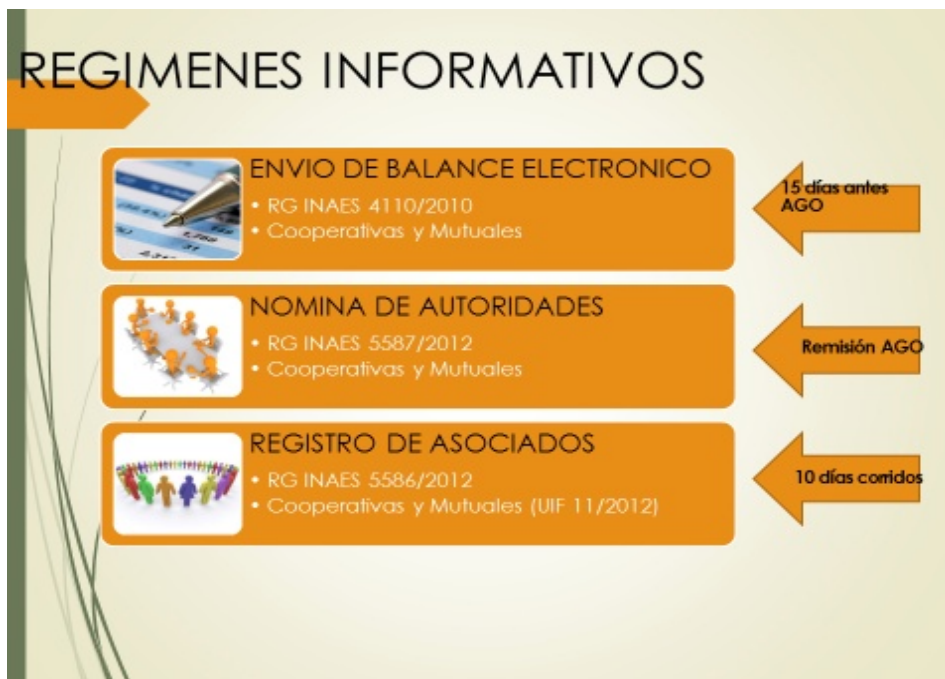 REGIMENES INFORMATIVOS
ENVIO DE BALANCE ELECTRONICO
• RG INAES 4110/2010
• Cooperativas y Mutuales
15 días antes
AGO
NOMINA DE AUTORIDADES
• RG INAES 5587/2012
• Cooperativas y Mutuales
Remisión AGO
REGISTRO DE ASOCIADOS
• RG INAES 5586/2012
• Cooperativas y Mutuales (UIF 11/2012)
10 días corridos